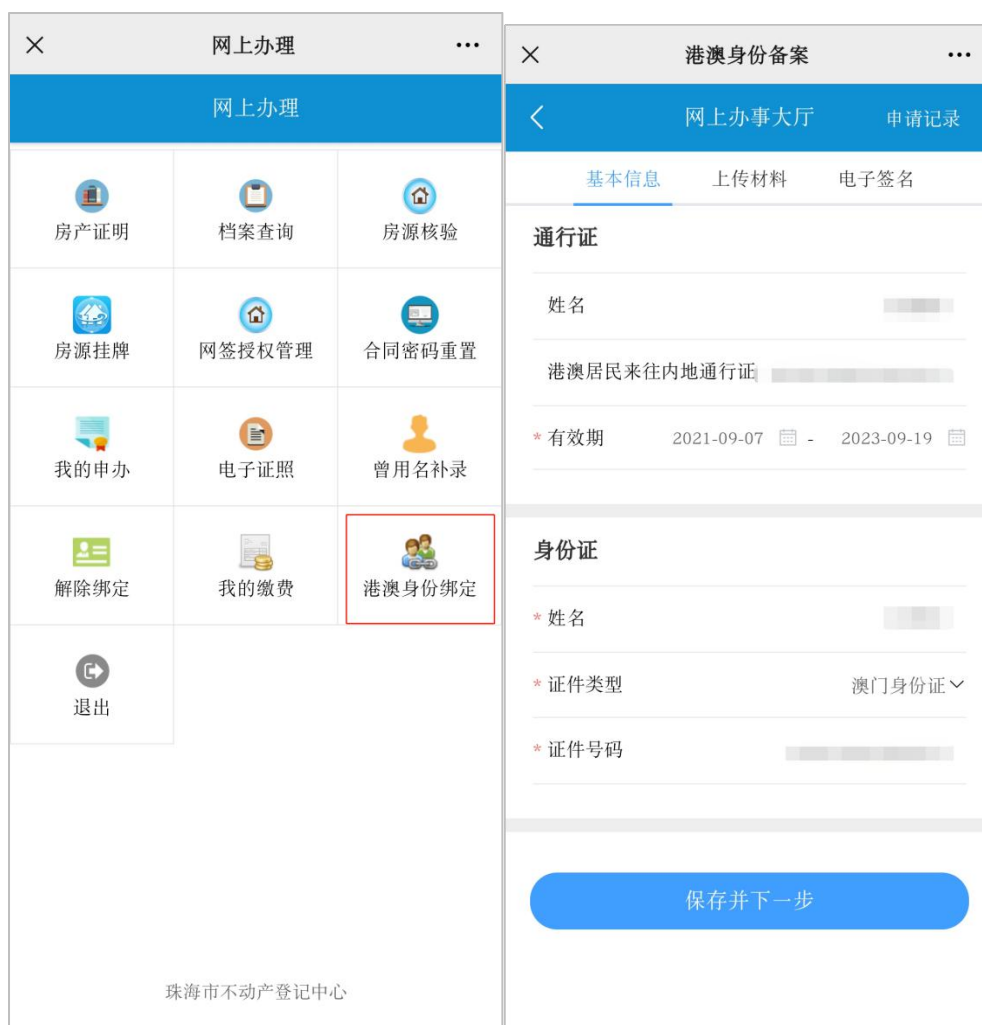 网上办理
网上办理
房产证明 档案查询 房源核验
房源挂牌 网签授权管理 合同密码重置
我的申办 电子证照 曾用名补录
解除绑定 我的缴费 港澳身份绑定
退出
珠海市不动产登记中心
港澳身份备案
网上办事大厅 申请记录
基本信息 上传材料 电子签名
通行证
姓名
港澳居民来往内地通行证
* 有效期 2021-09-07 - 2023-09-19
身份证
* 姓名
* 证件类型 澳门身份证
* 证件号码
保存并下一步